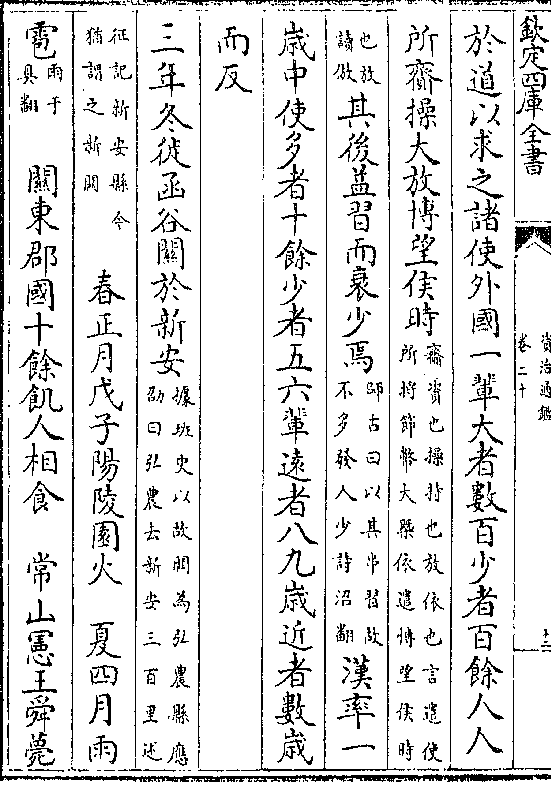 欽定四庫全書
資治通鑑
卷二十
十二
於道以求之諸使外國一輩大者數百少者百餘人人
所齎操大放博望侯時齎資也操持也放依也言遣使所將節幣大槩依遣博望侯時
也放讀倣其後益習而衰少焉師古曰以其串習故不多發人少詩沼翻漢率一
歲中使多者十餘少者五六輩遠者八九歲近者數歲
而反
三年冬徙函谷關於新安據班史以故關為弘農縣應劭曰弘農去新安三百里述
征記新安縣今猶謂之新關春正月戊子陽陵園火 夏四月雨
雹雨于具翻 關東郡國十餘飢人相食 常山憲王舜薨